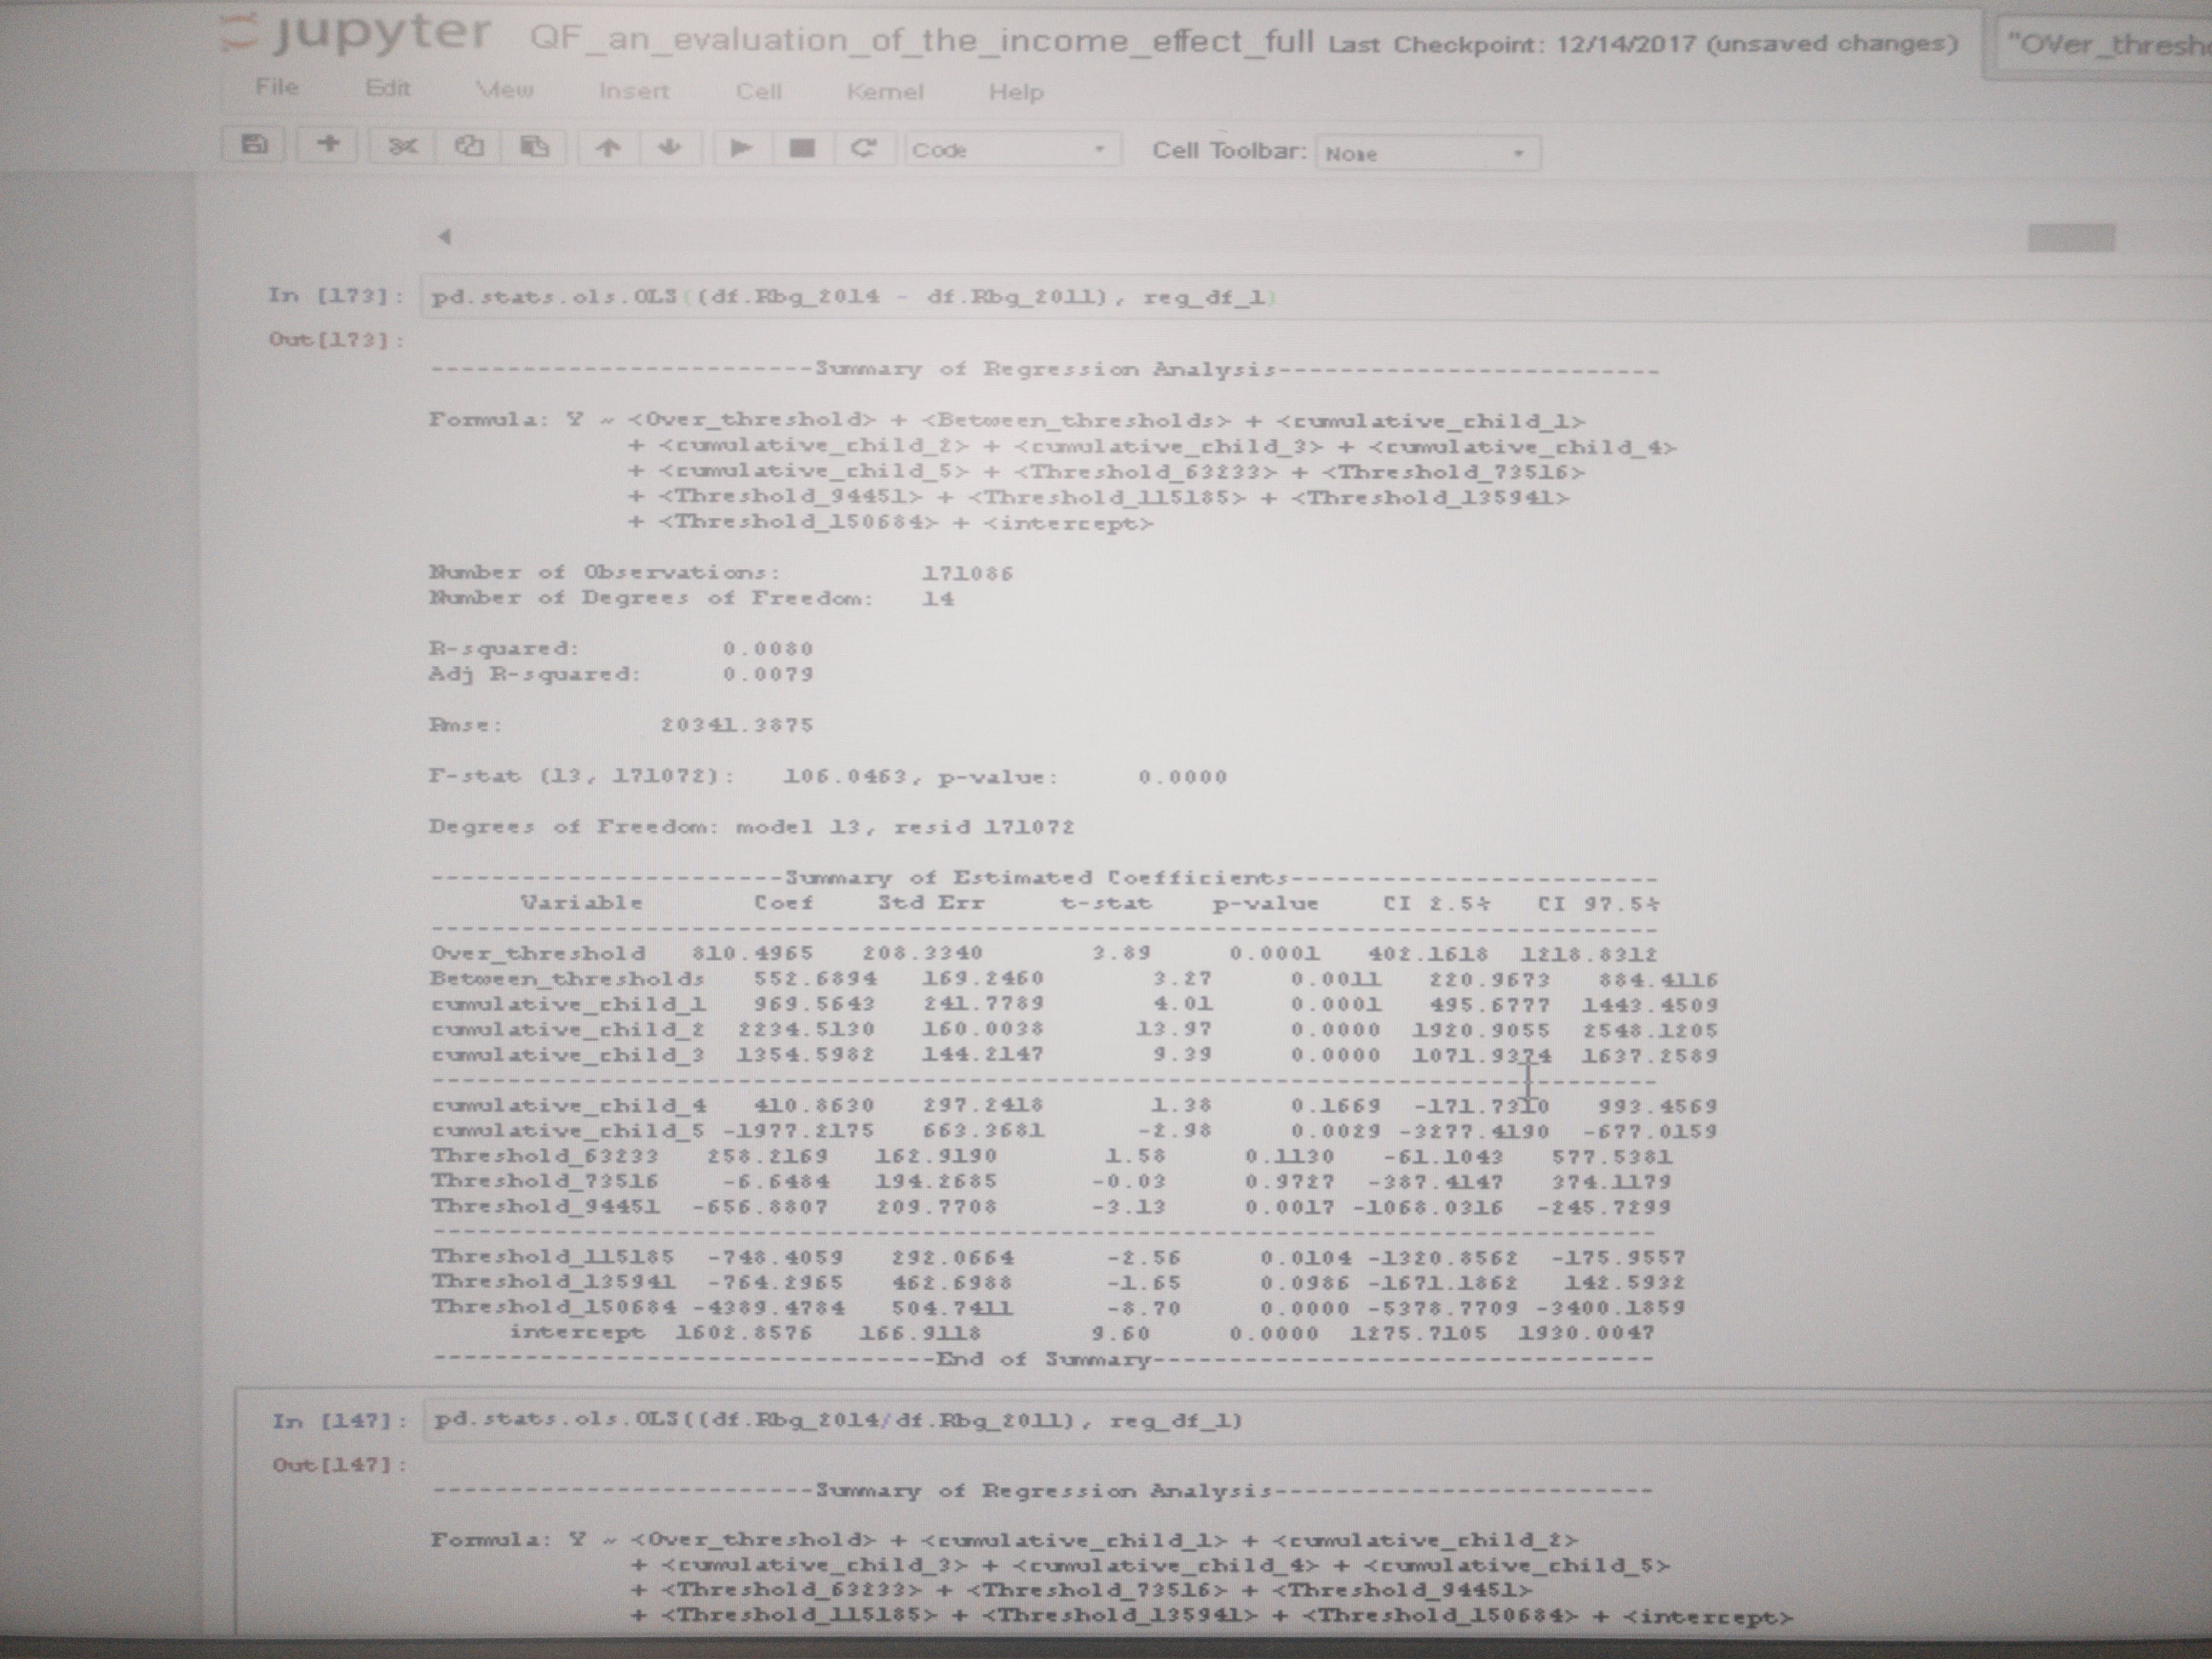 jupyter QF_an_evaluation_of_the_income_effect_full Last Checkpoint: 12/14/2017 (unsaved changes)
"OVer_thresho
File Edit View Insert Cell Kernel Help
Code Cell Toolbar: None
In [173]: pd.stats.ols.OLS((df.Rbg_2014 - df.Rbg_2011), reg_df_1)
Out[173]:
-------------------------Summary of Regression Analysis-------------------------
Formula: Y ~ <Over_threshold> + <Between_thresholds> + <cumulative_child_1>
+ <cumulative_child_2> + <cumulative_child_3> + <cumulative_child_4>
+ <cumulative_child_5> + <Threshold_63233> + <Threshold_73516>
+ <Threshold_94451> + <Threshold_115185> + <Threshold_135941>
+ <Threshold_150684> + <intercept>
Number of Observations: 171086
Number of Degrees of Freedom: 14
R-squared: 0.0080
Adj R-squared: 0.0079
Rmse: 20341.3875
F-stat (13, 171072): 106.0463, p-value: 0.0000
Degrees of Freedom: model 13, resid 171072
-----------------------Summary of Estimated Coefficients------------------------
Variable Coef Std Err t-stat p-value CI 2.5% CI 97.5%
--------------------------------------------------------------------------------
Over_threshold 810.4965 208.3340 3.89 0.0001 402.1618 1218.8312
Between_thresholds 552.6894 169.2460 3.27 0.0011 220.9673 884.4116
cumulative_child_1 969.5643 241.7789 4.01 0.0001 495.6777 1443.4509
cumulative_child_2 2234.5130 160.0038 13.97 0.0000 1920.9055 2548.1205
cumulative_child_3 1354.5982 144.2147 9.39 0.0000 1071.9374 1637.2589
--------------------------------------------------------------------------------
cumulative_child_4 410.8630 297.2418 1.38 0.1669 -171.7310 993.4569
cumulative_child_5 -1977.2175 663.3681 -2.98 0.0029 -3277.4190 -677.0159
Threshold_63233 258.2169 162.9190 1.58 0.1130 -61.1043 577.5381
Threshold_73516 -6.6484 194.2685 -0.03 0.9727 -387.4147 374.1179
Threshold_94451 -656.8807 209.7708 -3.13 0.0017 -1068.0316 -245.7299
--------------------------------------------------------------------------------
Threshold_115185 -748.4059 292.0664 -2.56 0.0104 -1320.8562 -175.9557
Threshold_135941 -764.2965 462.6988 -1.65 0.0986 -1671.1862 142.5932
Threshold_150684 -4389.4784 504.7411 -8.70 0.0000 -5378.7709 -3400.1859
intercept 1602.8576 166.9118 9.60 0.0000 1275.7105 1930.0047
---------------------------------End of Summary---------------------------------
In [147]: pd.stats.ols.OLS((df.Rbg_2014/df.Rbg_2011), reg_df_1)
Out[147]:
-------------------------Summary of Regression Analysis-------------------------
Formula: Y ~ <Over_threshold> + <cumulative_child_1> + <cumulative_child_2>
+ <cumulative_child_3> + <cumulative_child_4> + <cumulative_child_5>
+ <Threshold_63233> + <Threshold_73516> + <Threshold_94451>
+ <Threshold_115185> + <Threshold_135941> + <Threshold_150684> + <intercept>